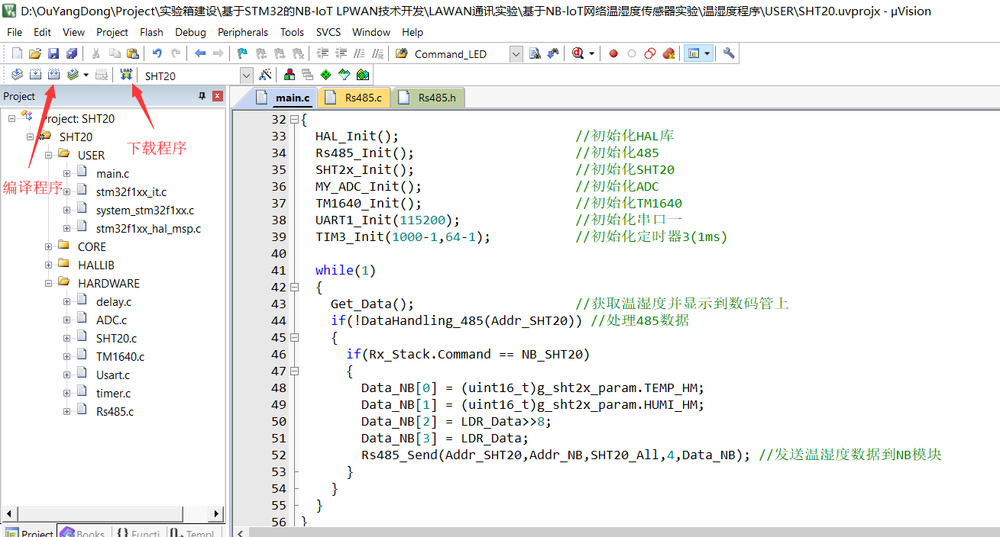 D:\OuYangDong\Project\实验箱建设\基于STM32的NB-IoT LPWAN技术开发\LAWAN通讯实验\基于NB-loT网络温湿度传感器实验\温湿度程序\USER\SHT20.uvprojx - µVision
File Edit View Project Flash Debug Peripherals Tools SVCS Window Help
Command_LED
LOAD
SHT20
Project
main.c Rs485.c Rs485.h
下载程序
编译程序
Project: SHT20
SHT20
USER
main.c
stm32f1xx_it.c
system_stm32f1xx.c
stm32f1xx_hal_msp.c
CORE
HALLIB
HARDWARE
delay.c
ADC.c
SHT20.c
TM1640.c
Usart.c
timer.c
Rs485.c
Project Books {} Functi Templ
32 {
33 HAL_Init(); //初始化HAL库
34 Rs485_Init(); //初始化485
35 SHT2x_Init(); //初始化SHT20
36 MY_ADC_Init(); //初始化ADC
37 TM1640_Init(); //初始化TM1640
38 UART1_Init(115200); //初始化串口一
39 TIM3_Init(1000-1,64-1); //初始化定时器3(1ms)
40
41 while(1)
42 {
43 Get_Data(); //获取温湿度并显示到数码管上
44 if(!DataHandling_485(Addr_SHT20)) //处理485数据
45 {
46 if(Rx_Stack.Command == NB_SHT20)
47 {
48 Data_NB[0] = (uint16_t)g_sht2x_param.TEMP_HM;
49 Data_NB[1] = (uint16_t)g_sht2x_param.HUMI_HM;
50 Data_NB[2] = LDR_Data>>8;
51 Data_NB[3] = LDR_Data;
52 Rs485_Send(Addr_SHT20,Addr_NB,SHT20_All,4,Data_NB); //发送温湿度数据到NB模块
53 }
54 }
55 }
56 }